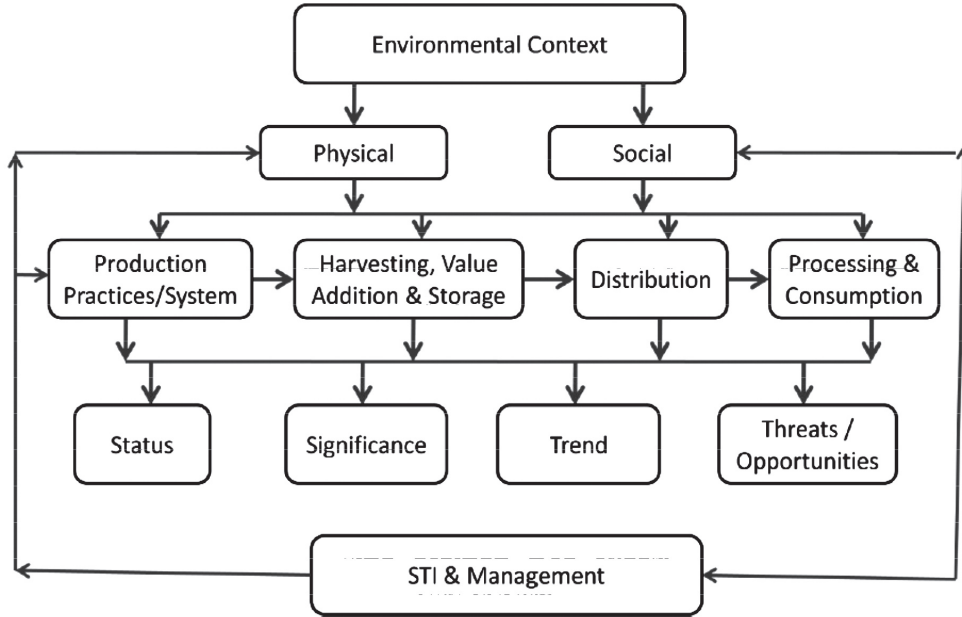 Environmental Context
Physical
Social
Production
Practices/System
Harvesting, Value
Addition & Storage
Distribution
Processing &
Consumption
Status
Significance
Trend
Threats /
Opportunities
STI & Management